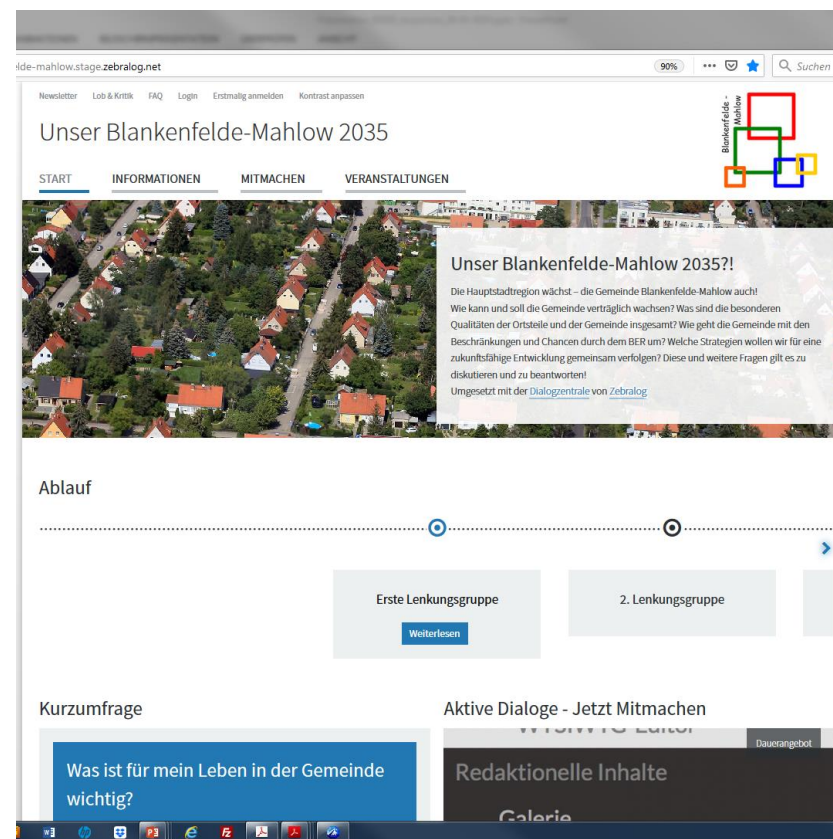 lde-mahlow.stage.zebralog.net
90%
Suchen
Newsletter Lob & Kritik FAQ Login Erstmalig anmelden Kontrast anpassen
Blankenfelde -
Mahlow
Unser Blankenfelde-Mahlow 2035
START INFORMATIONEN MITMACHEN VERANSTALTUNGEN
Unser Blankenfelde-Mahlow 2035?!
Die Hauptstadtregion wächst – die Gemeinde Blankenfelde-Mahlow auch!
Wie kann und soll die Gemeinde verträglich wachsen? Was sind die besonderen
Qualitäten der Ortsteile und der Gemeinde insgesamt? Wie geht die Gemeinde mit den
Beschränkungen und Chancen durch dem BER um? Welche Strategien wollen wir für eine
zukunftsfähige Entwicklung gemeinsam verfolgen? Diese und weitere Fragen gilt es zu
diskutieren und zu beantworten!
Umgesetzt mit der Dialogzentrale von Zebralog
Ablauf
Erste Lenkungsgruppe
Weiterlesen
2. Lenkungsgruppe
Kurzumfrage
Was ist für mein Leben in der Gemeinde
wichtig?
Aktive Dialoge - Jetzt Mitmachen
WYSIWYG-Editor
Dauerangebot
Redaktionelle Inhalte
Galerie